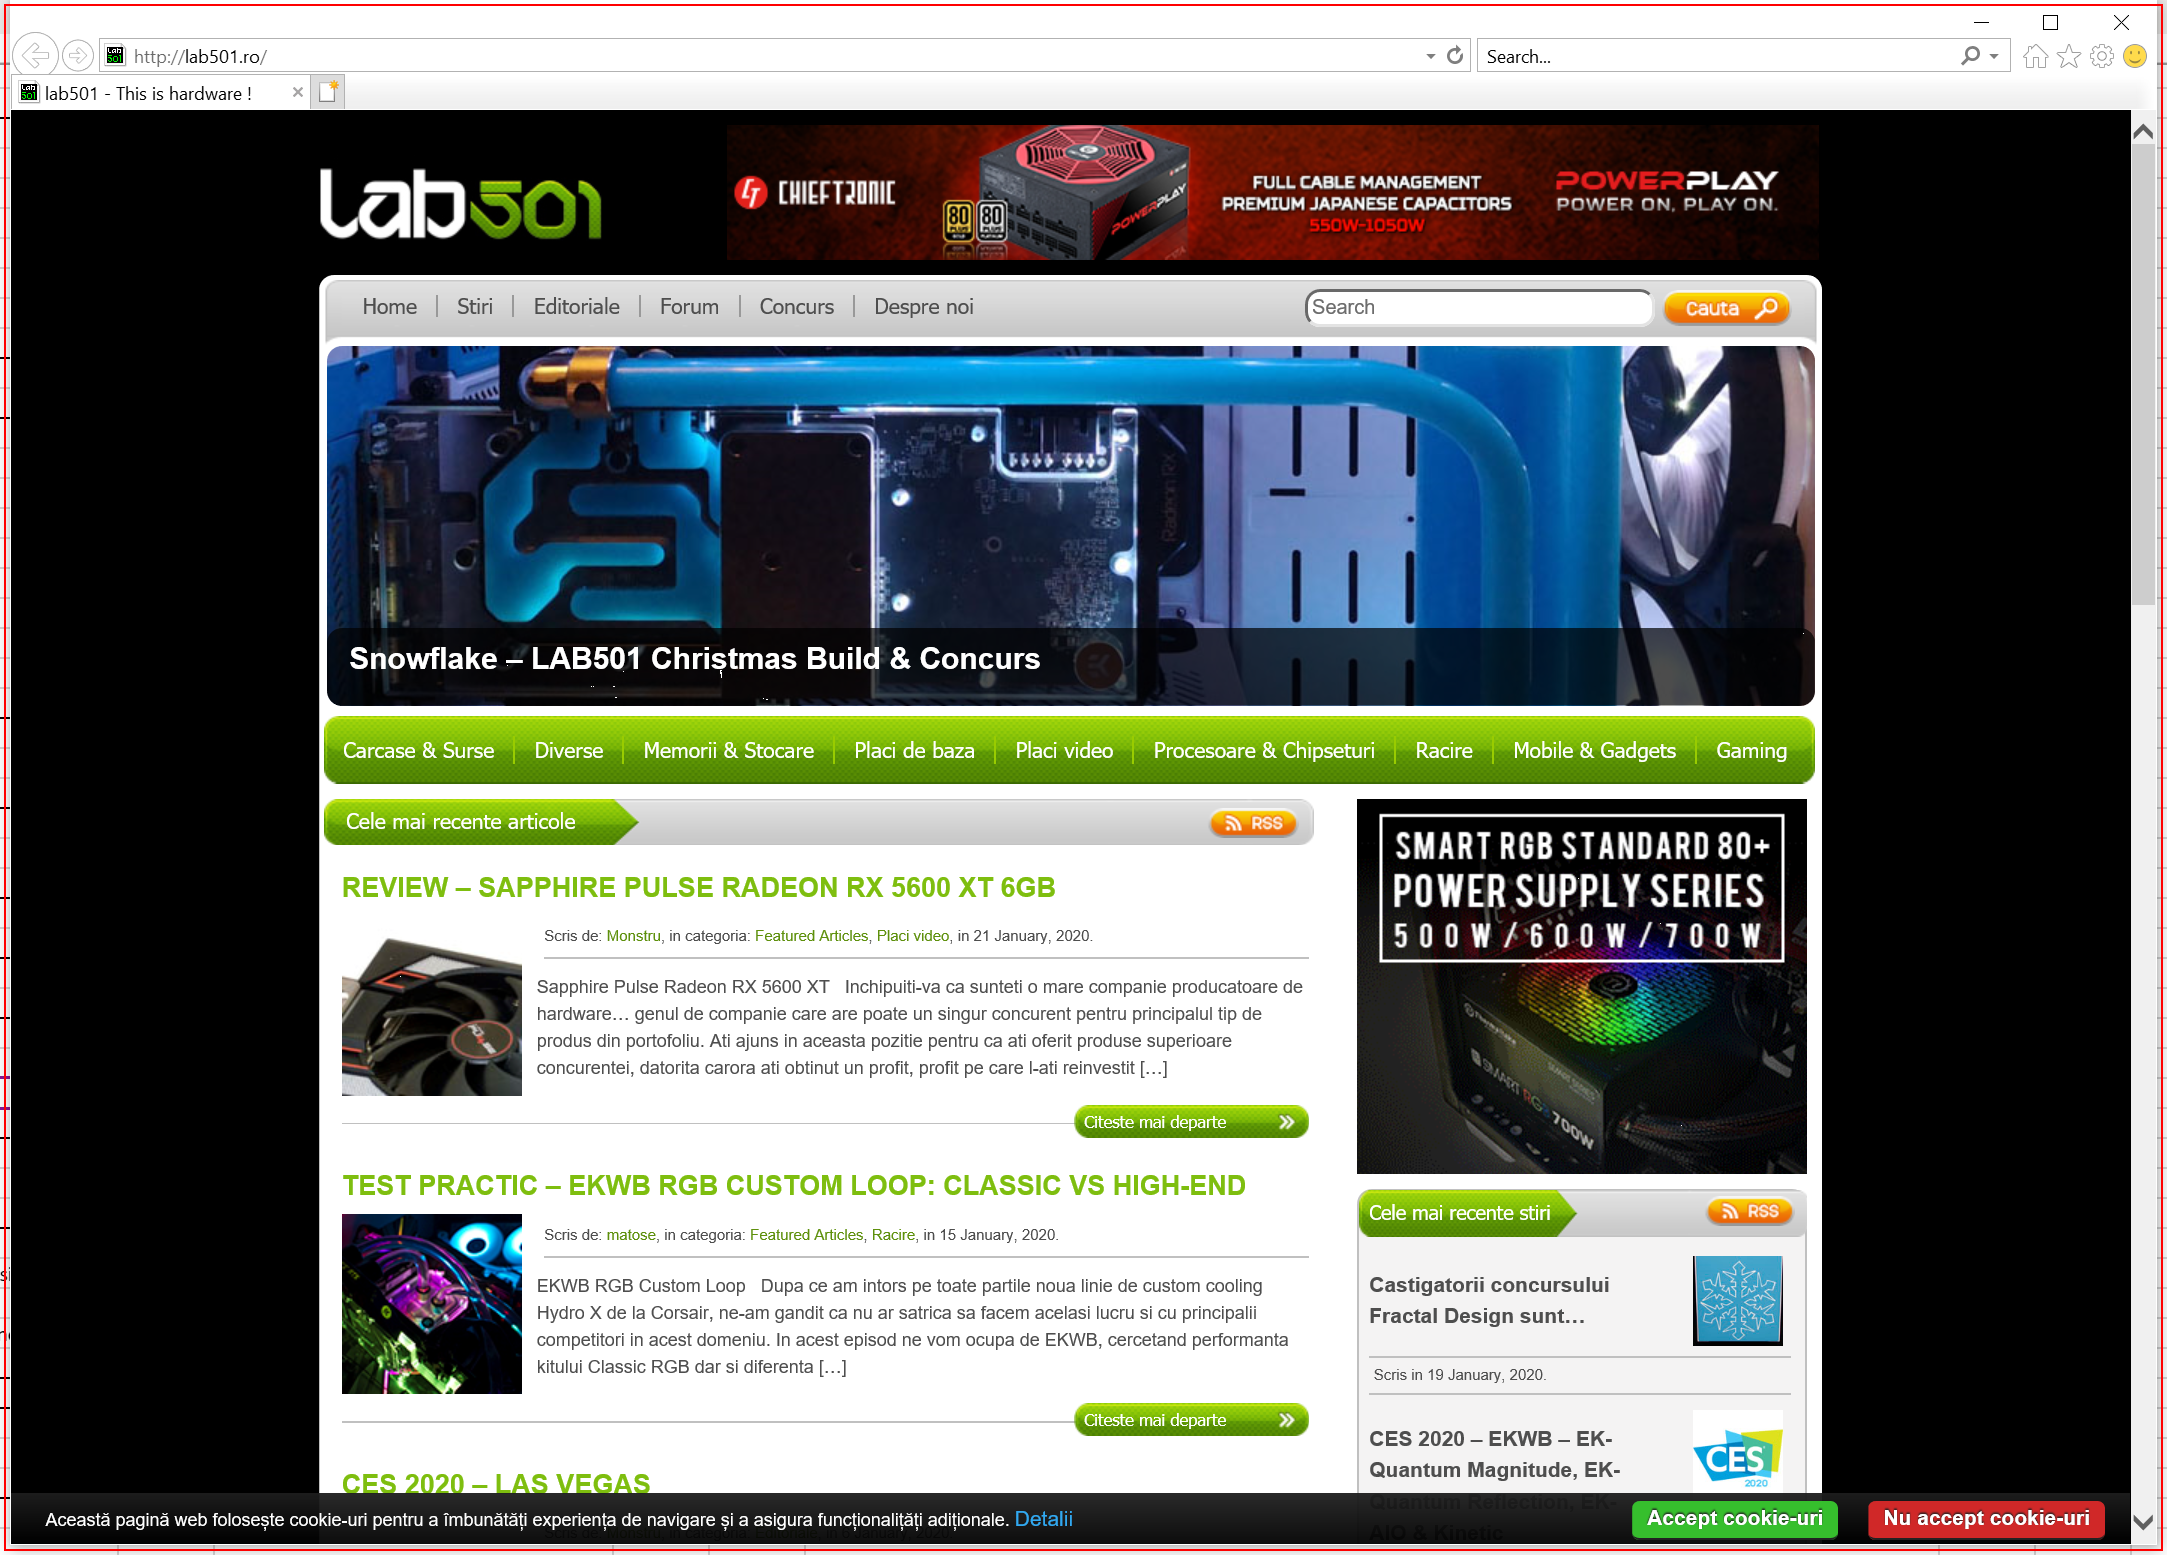 http://lab501.ro/
Search...
lab501 - This is hardware !
Lab501
CHIEFTRONIC
80 PLUS
80 PLUS
POWERPLAY
FULL CABLE MANAGEMENT
PREMIUM JAPANESE CAPACITORS
550W-1050W
POWERPLAY
POWER ON, PLAY ON.
Home
Stiri
Editoriale
Forum
Concurs
Despre noi
Search
Cauta
Radeon RX
Snowflake – LAB501 Christmas Build & Concurs
Carcase & Surse
Diverse
Memorii & Stocare
Placi de baza
Placi video
Procesoare & Chipseturi
Racire
Mobile & Gadgets
Gaming
Cele mai recente articole
RSS
REVIEW – SAPPHIRE PULSE RADEON RX 5600 XT 6GB
Scris de: Monstru, in categoria: Featured Articles, Placi video, in 21 January, 2020.
Sapphire Pulse Radeon RX 5600 XT   Inchipuiti-va ca sunteti o mare companie producatoare de
hardware… genul de companie care are poate un singur concurent pentru principalul tip de
produs din portofoliu. Ati ajuns in aceasta pozitie pentru ca ati oferit produse superioare
concurentei, datorita carora ati obtinut un profit, profit pe care l-ati reinvestit […]
Citeste mai departe
TEST PRACTIC – EKWB RGB CUSTOM LOOP: CLASSIC VS HIGH-END
Scris de: matose, in categoria: Featured Articles, Racire, in 15 January, 2020.
EKWB RGB Custom Loop   Dupa ce am intors pe toate partile noua linie de custom cooling
Hydro X de la Corsair, ne-am gandit ca nu ar satrica sa facem acelasi lucru si cu principalii
competitori in acest domeniu. In acest episod ne vom ocupa de EKWB, cercetand performanta
kitului Classic RGB dar si diferenta […]
Citeste mai departe
CES 2020 – LAS VEGAS
SMART RGB STANDARD 80+
POWER SUPPLY SERIES
500W/600W/700W
SMART RGB 700W
Cele mai recente stiri
RSS
Castigatorii concursului
Fractal Design sunt…
Scris in 19 January, 2020.
CES 2020 – EKWB – EK-
Quantum Magnitude, EK-
Quantum Reflection, EK-
AIO & Kinetic
CES
2020
Această pagină web folosește cookie-uri pentru a îmbunătăți experiența de navigare și a asigura funcționalițăți adiționale. Detalii
Accept cookie-uri
Nu accept cookie-uri